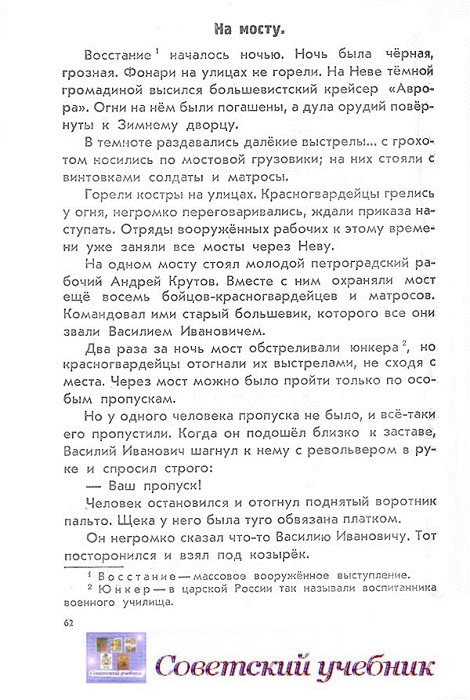 На мосту.
Восстание¹ началось ночью. Ночь была чёрная,
грозная. Фонари на улицах не горели. На Неве тёмной
громадиной высился большевистский крейсер «Авро-
ра». Огни на нём были погашены, а дула орудий повёр-
нуты к Зимнему дворцу.
В темноте раздавались далёкие выстрелы... с грохо-
том носились по мостовой грузовики; на них стояли с
винтовками солдаты и матросы.
Горели костры на улицах. Красногвардейцы грелись
у огня, негромко переговаривались, ждали приказа на-
ступать. Отряды вооружённых рабочих к этому време-
ни уже заняли все мосты через Неву.
На одном мосту стоял молодой петроградский ра-
бочий Андрей Крутов. Вместе с ним охраняли мост
ещё восемь бойцов-красногвардейцев и матросов.
Командовал ими старый большевик, которого все они
звали Василием Ивановичем.
Два раза за ночь мост обстреливали юнкера², но
красногвардейцы отогнали их выстрелами, не сходя с
места. Через мост можно было пройти только по осо-
бым пропускам.
Но у одного человека пропуска не было, и всё-таки
его пропустили. Когда он подошёл близко к заставе,
Василий Иванович шагнул к нему с револьвером в ру-
ке и спросил строго:
— Ваш пропуск!
Человек остановился и отогнул поднятый воротник
пальто. Щека у него была туго обвязана платком.
Он негромко сказал что-то Василию Ивановичу. Тот
посторонился и взял под козырёк.
¹ Восстание — массовое вооружённое выступление.
² Юнкер — в царской России так называли воспитанника
военного училища.
62
Советский учебник
Советский учебник